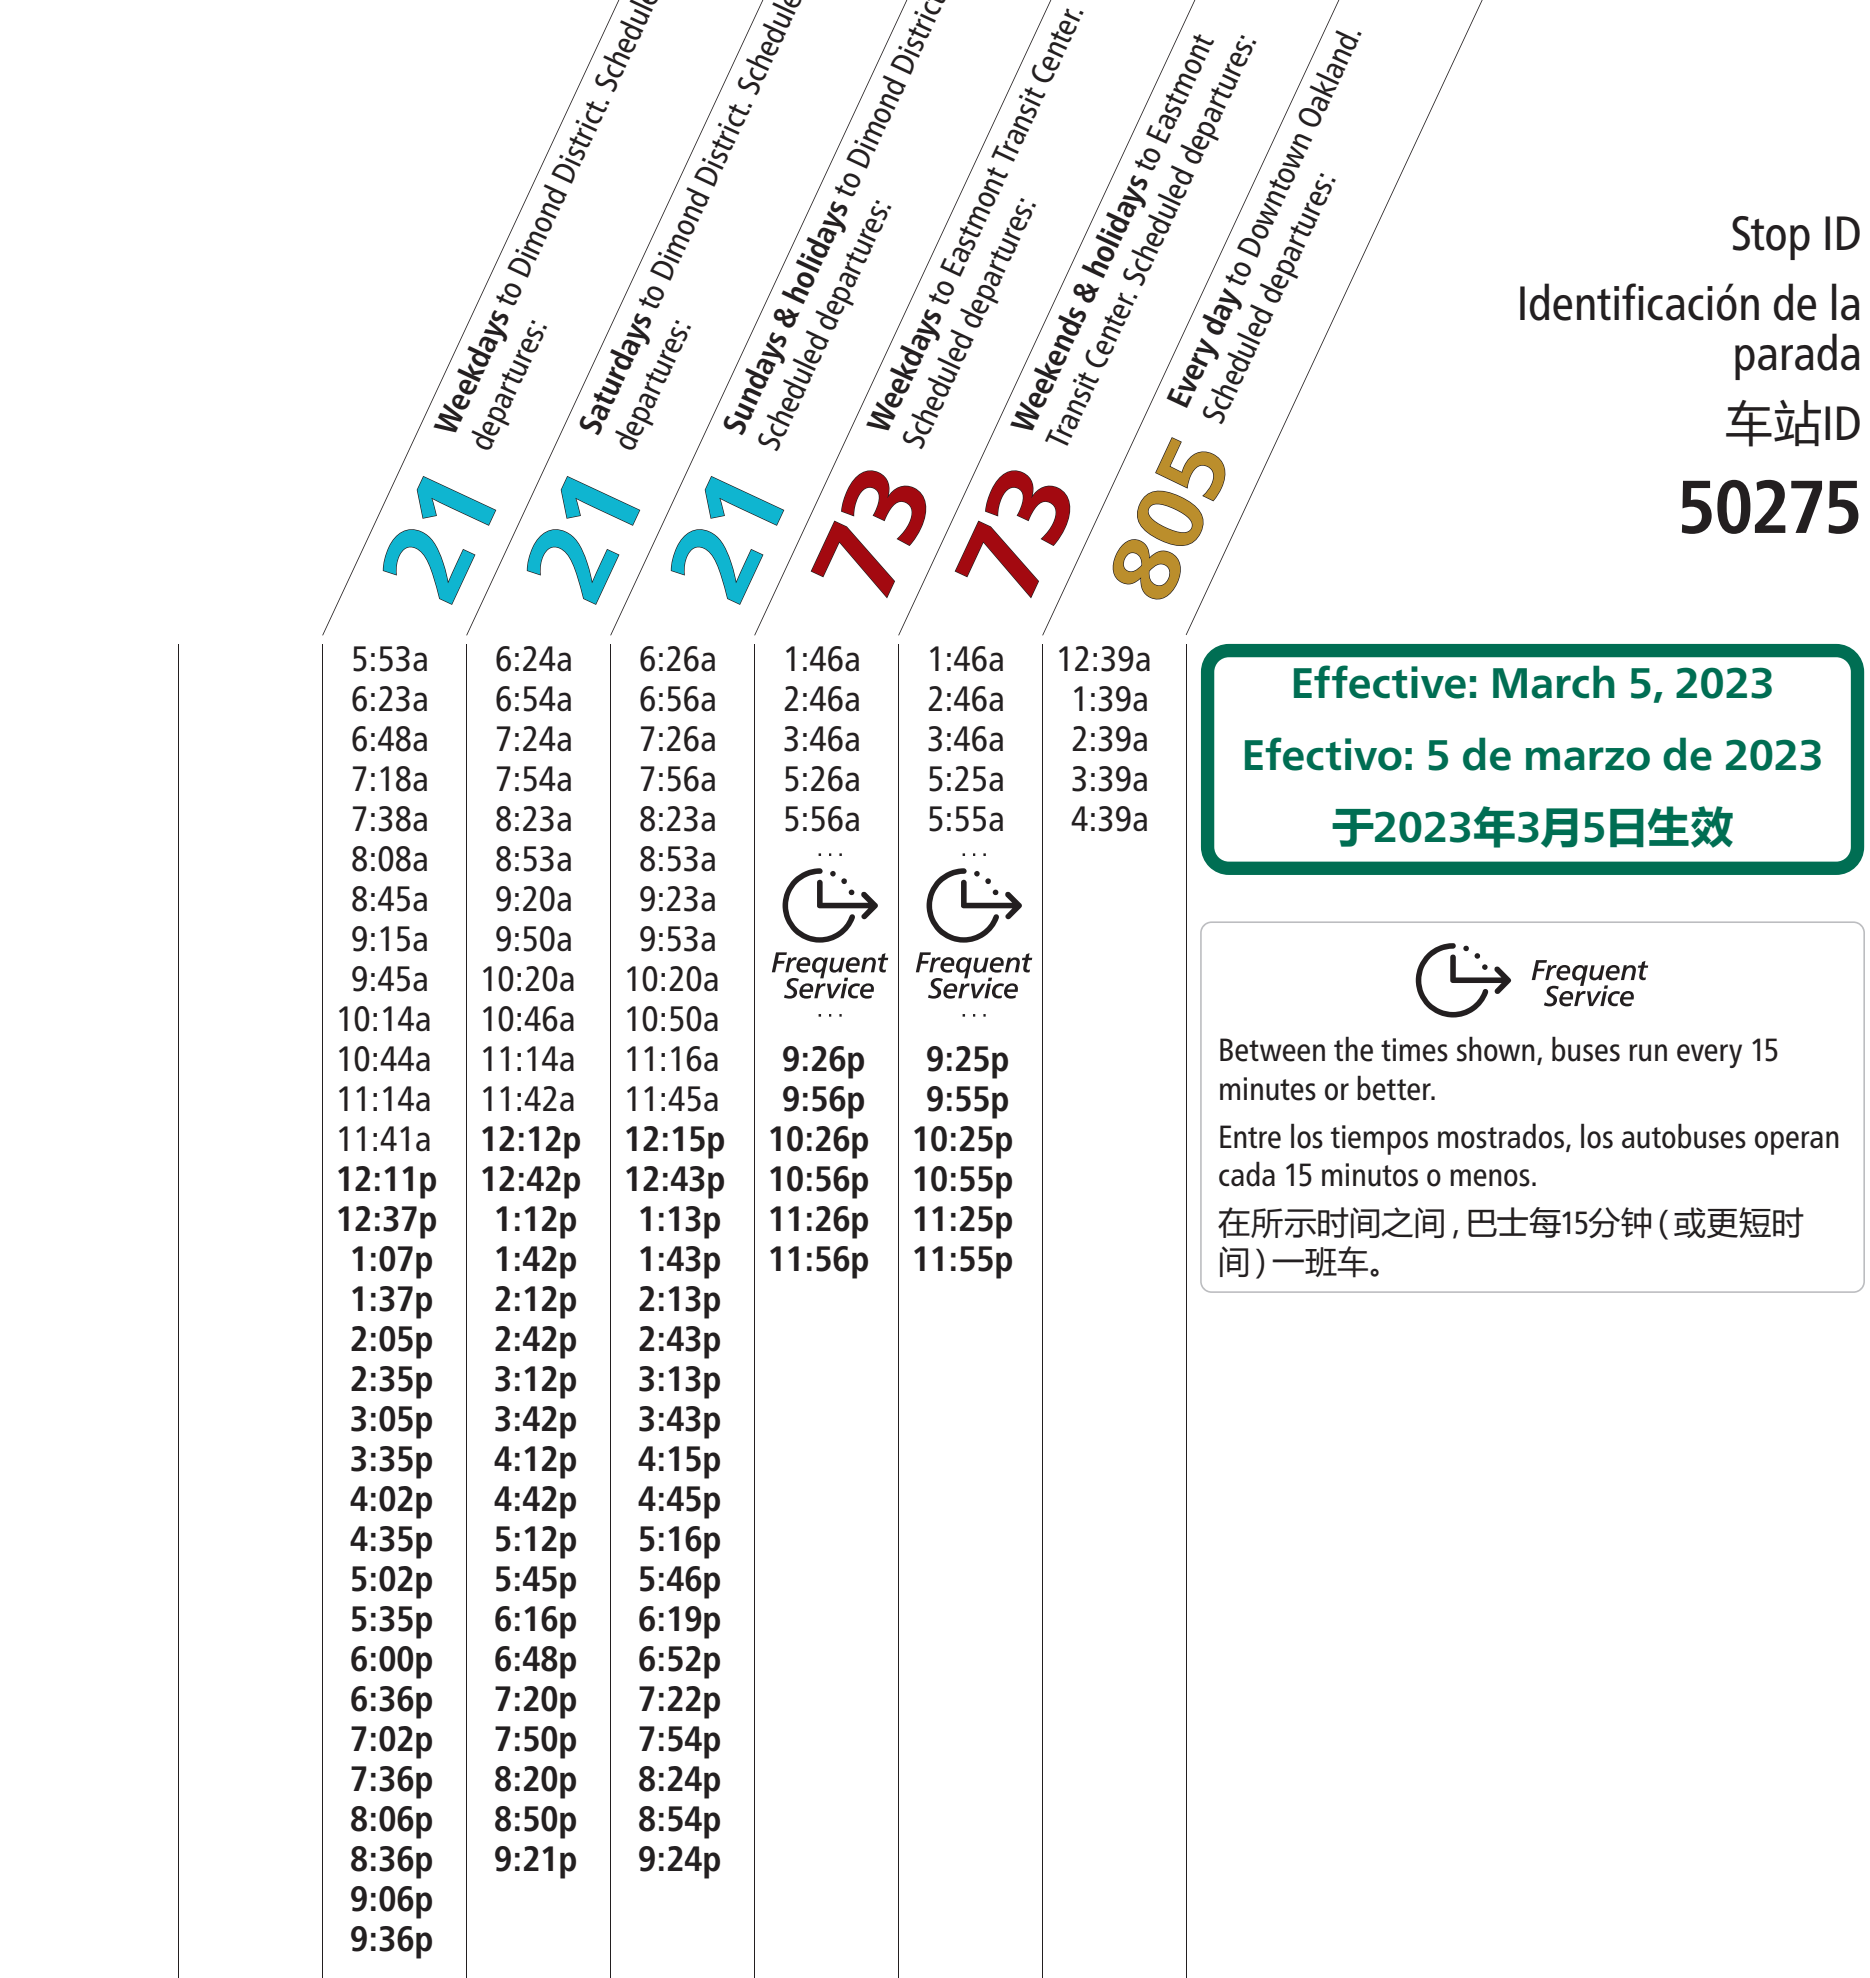 21 Weekdays to Dimond District.
departures:
21 Saturdays to Dimond District.
departures:
21 Sundays & holidays to Dimond
Scheduled departures:
73 Weekdays to Eastmont Transit Center.
Scheduled departures:
73 Weekends & holidays to Eastmont
Transit Center. Scheduled departures:
805 Every day to Downtown Oakland.
Scheduled departures:
Stop ID
Identificación de la
parada
车站ID
50275
5:53a 6:24a 6:26a 1:46a 1:46a 12:39a
6:23a 6:54a 6:56a 2:46a 2:46a 1:39a
6:48a 7:24a 7:26a 3:46a 3:46a 2:39a
7:18a 7:54a 7:56a 5:26a 5:25a 3:39a
7:38a 8:23a 8:23a 5:56a 5:55a 4:39a
8:08a 8:53a 8:53a ... ...
8:45a 9:20a 9:23a
9:15a 9:50a 9:53a Frequent Frequent
9:45a 10:20a 10:20a Service Service
10:14a 10:46a 10:50a ... ...
10:44a 11:14a 11:16a 9:26p 9:25p
11:14a 11:42a 11:45a 9:56p 9:55p
11:41a 12:12p 12:15p 10:26p 10:25p
12:11p 12:42p 12:43p 10:56p 10:55p
12:37p 1:12p 1:13p 11:26p 11:25p
1:07p 1:42p 1:43p 11:56p 11:55p
1:37p 2:12p 2:13p
2:05p 2:42p 2:43p
2:35p 3:12p 3:13p
3:05p 3:42p 3:43p
3:35p 4:12p 4:15p
4:02p 4:42p 4:45p
4:35p 5:12p 5:16p
5:02p 5:45p 5:46p
5:35p 6:16p 6:19p
6:00p 6:48p 6:52p
6:36p 7:20p 7:22p
7:02p 7:50p 7:54p
7:36p 8:20p 8:24p
8:06p 8:50p 8:54p
8:36p 9:21p 9:24p
9:06p
9:36p
Effective: March 5, 2023
Efectivo: 5 de marzo de 2023
于2023年3月5日生效
Frequent
Service
Between the times shown, buses run every 15
minutes or better.
Entre los tiempos mostrados, los autobuses operan
cada 15 minutos o menos.
在所示时间之间，巴士每15分钟（或更短时
间）一班车。